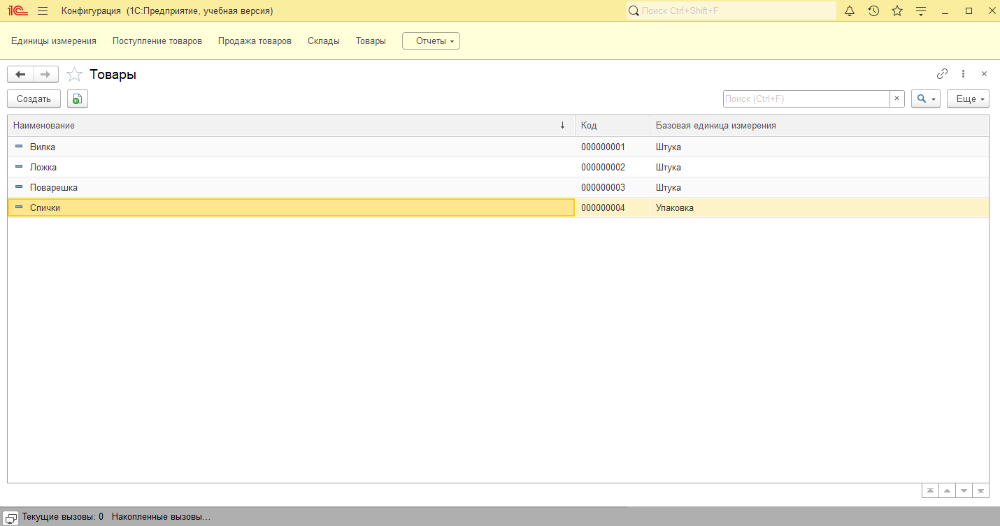 1С Конфигурация (1С:Предприятие, учебная версия) Поиск Ctrl+Shift+F
Единицы измерения Поступление товаров Продажа товаров Склады Товары Отчеты
Товары
Создать Поиск (Ctrl+F) × Еще
Наименование ↓ Код Базовая единица измерения
Вилка 000000001 Штука
Ложка 000000002 Штука
Поварешка 000000003 Штука
Спички 000000004 Упаковка
Текущие вызовы: 0 Накопленные вызовы…